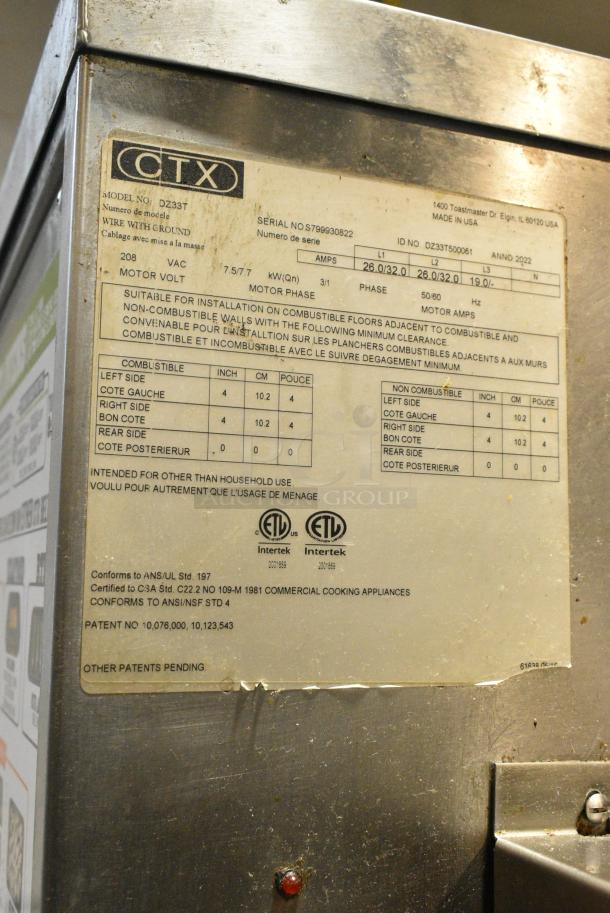 CTX
MODEL NO. DZ33T
Numero de modele
WIRE WITH GROUND
Cablage avec mise a la masse
SERIAL NO. S799930822
Numero de serie
1400 Toastmaster Dr. Elgin, IL 60120 USA
MADE IN USA
ID NO. DZ33T500061 ANNO 2022
AMPS L1 L2 L3 N
26.0/32.0 26.0/32.0 19.0/-
208 VAC 7.5/7.7 kW(Qn) 3/1 PHASE 50/60 Hz
MOTOR VOLT MOTOR PHASE MOTOR AMPS
SUITABLE FOR INSTALLATION ON COMBUSTIBLE FLOORS ADJACENT TO COMBUSTIBLE AND
NON-COMBUSTIBLE WALLS WITH THE FOLLOWING MINIMUM CLEARANCE.
CONVENABLE POUR L'INSTALLTION SUR LES PLANCHERS COMBUSTIBLES ADJACENTS A AUX MURS
COMBUSTIBLE ET INCOMBUSTIBLE AVEC LE SUIVRE DEGAGEMENT MINIMUM
COMBUSTIBLE INCH CM POUCE
LEFT SIDE
COTE GAUCHE 4 10.2 4
RIGHT SIDE
BON COTE 4 10.2 4
REAR SIDE
COTE POSTERIERUR 0 0 0
NON COMBUSTIBLE INCH CM POUCE
LEFT SIDE
COTE GAUCHE 4 10.2 4
RIGHT SIDE
BON COTE 4 10.2 4
REAR SIDE
COTE POSTERIERUR 0 0 0
INTENDED FOR OTHER THAN HOUSEHOLD USE
VOULU POUR AUTREMENT QUE L'USAGE DE MENAGE
PCI
AUCTION GROUP
C ETL US ETL
Intertek Intertek
2001659 2001659
Conforms to ANS/UL Std. 197
Certified to CSA Std. C22.2 NO 109-M 1981 COMMERCIAL COOKING APPLIANCES
CONFORMS TO ANSI/NSF STD 4
PATENT NO 10,076,000, 10,123,543
OTHER PATENTS PENDING